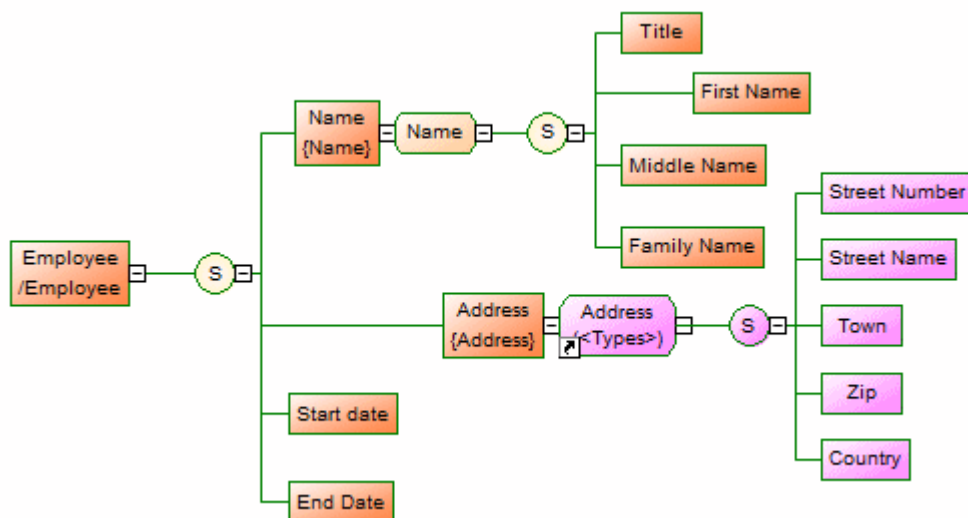 Title
First Name
Name
{Name}
Name
S
Middle Name
Street Number
Family Name
Street Name
Employee
/Employee
S
Address
{Address}
Address
(<Types>)
S
Town
Zip
Start date
Country
End Date